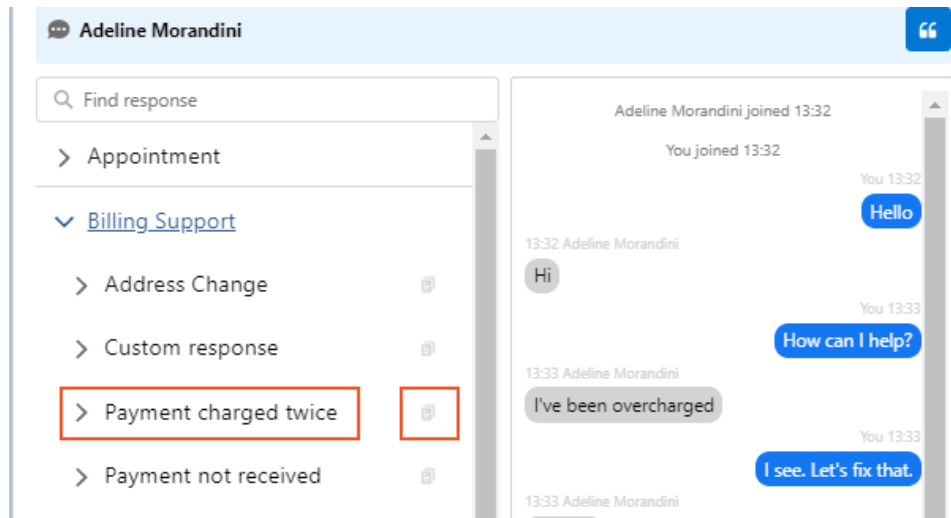 Adeline Morandini
Find response
Appointment
Billing Support
Address Change
Custom response
Payment charged twice
Payment not received
Adeline Morandini joined 13:32
You joined 13:32
You 13:32
Hello
13:32 Adeline Morandini
Hi
You 13:33
How can I help?
13:33 Adeline Morandini
I've been overcharged
You 13:33
I see. Let's fix that.
13:33 Adeline Morandini